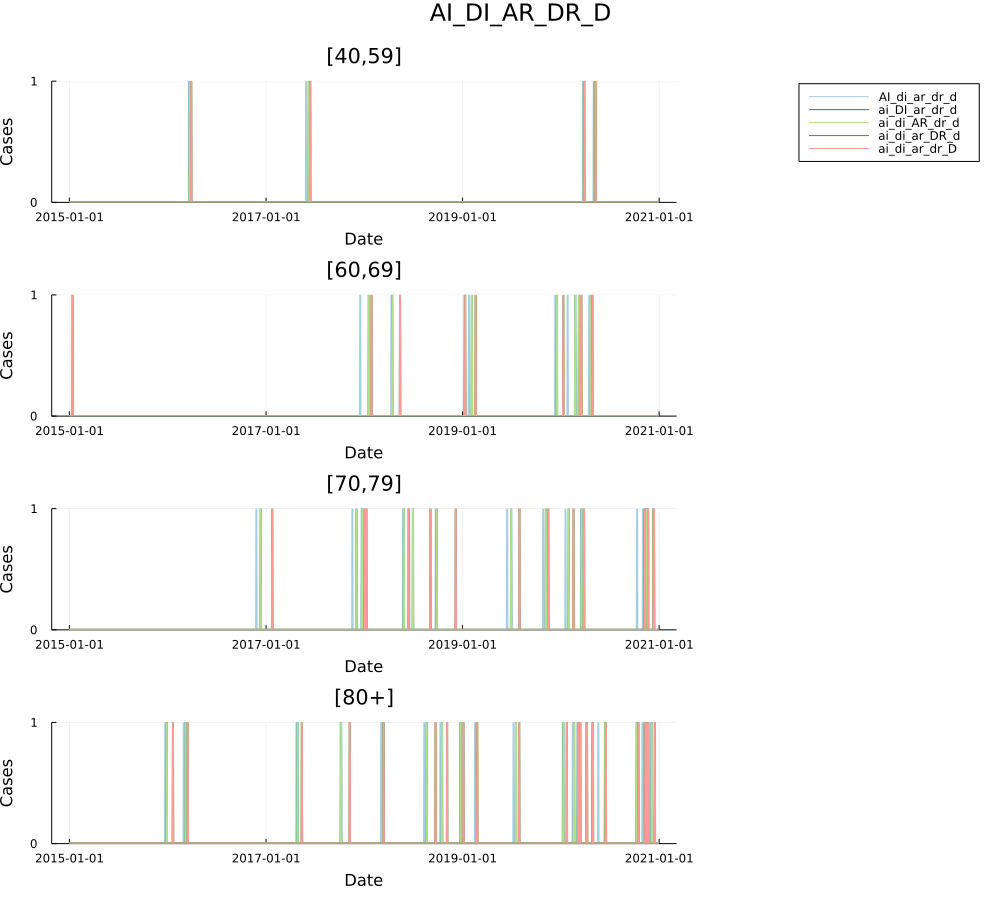 AI_DI_AR_DR_D
[40,59]
1
Cases
0
2015-01-01 2017-01-01 2019-01-01 2021-01-01
Date
AI_di_ar_dr_d
ai_DI_ar_dr_d
ai_di_AR_dr_d
ai_di_ar_DR_d
ai_di_ar_dr_D
[60,69]
1
Cases
0
2015-01-01 2017-01-01 2019-01-01 2021-01-01
Date
[70,79]
1
Cases
0
2015-01-01 2017-01-01 2019-01-01 2021-01-01
Date
[80+]
1
Cases
0
2015-01-01 2017-01-01 2019-01-01 2021-01-01
Date